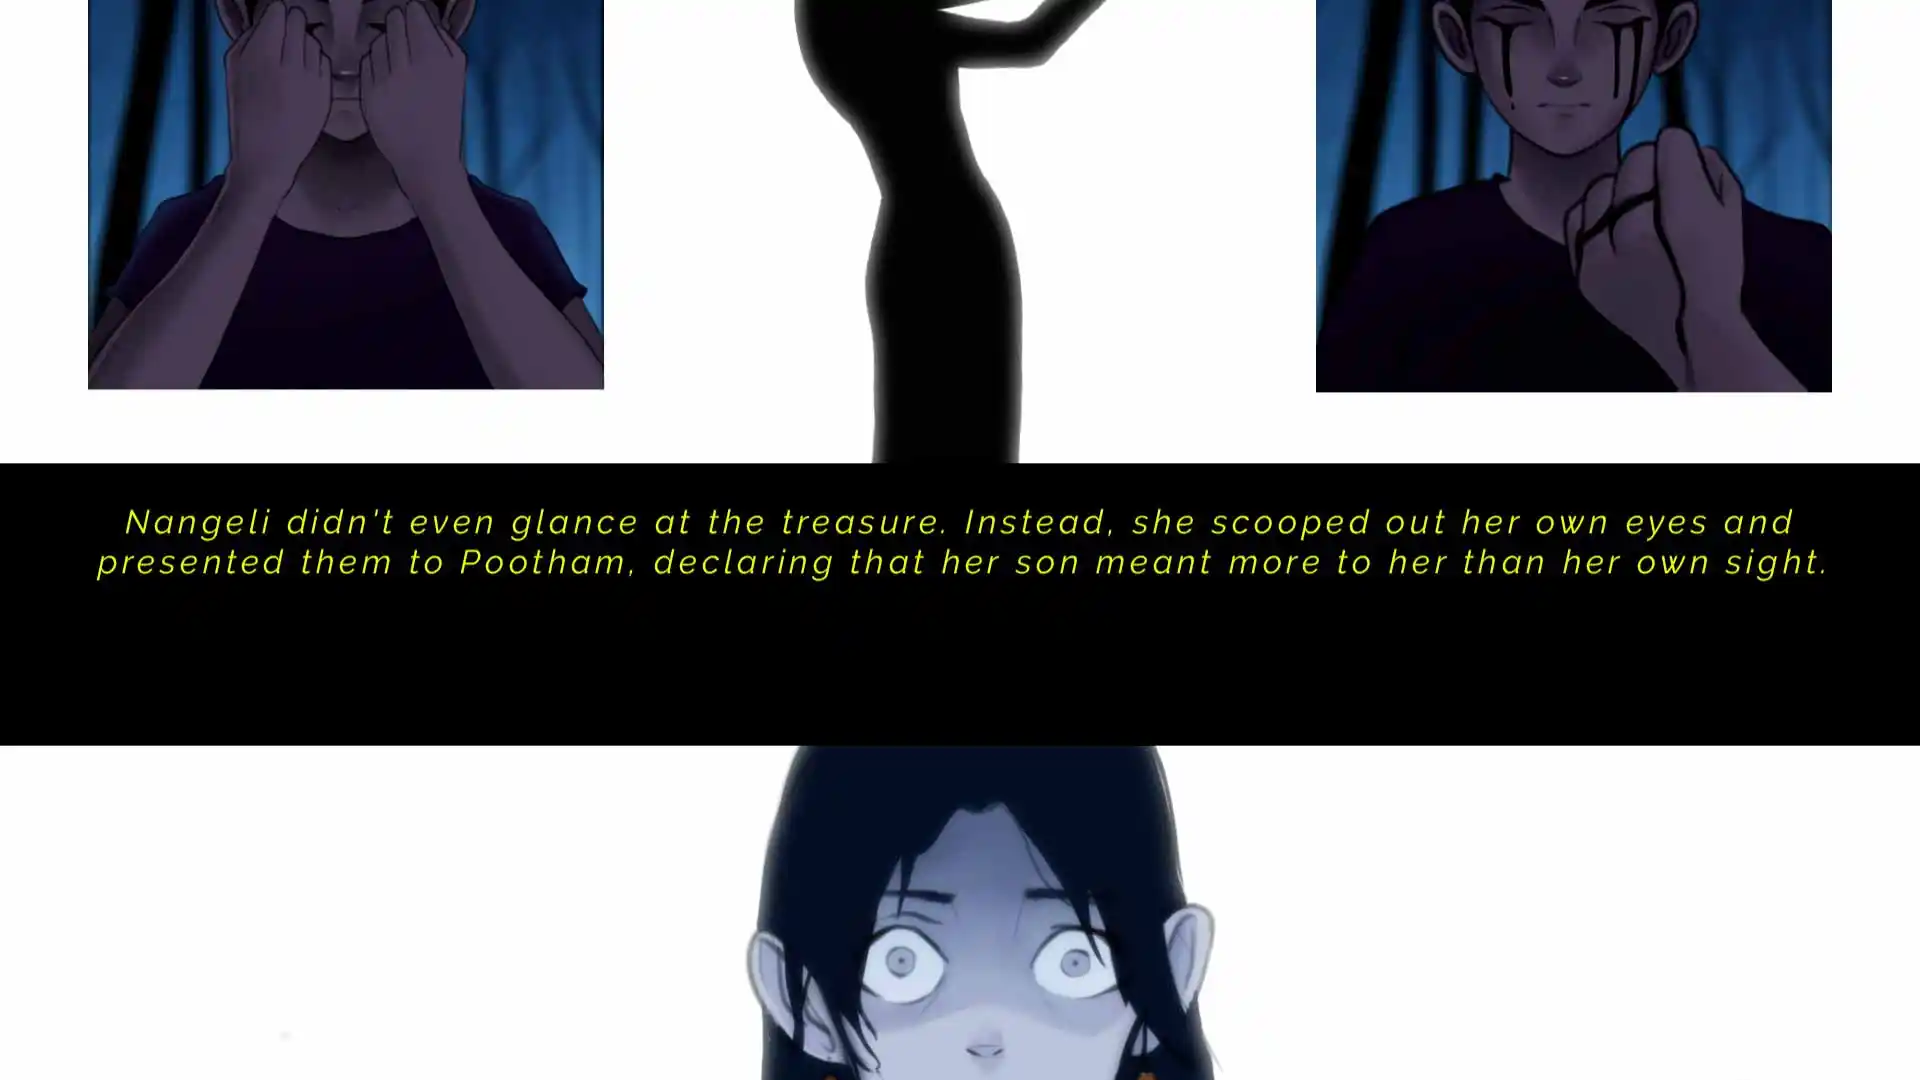 Nangeli didn't even glance at the treasure. Instead, she scooped out her own eyes and
presented them to Pootham, declaring that her son meant more to her than her own sight.